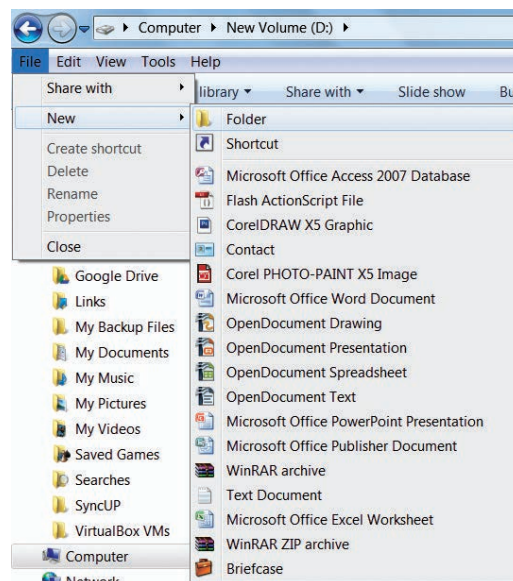 Computer ▸ New Volume (D:) ▸
File Edit View Tools Help
Share with
New
Create shortcut
Delete
Rename
Properties
Close
library Share with Slide show
Folder
Shortcut
Microsoft Office Access 2007 Database
Flash ActionScript File
CorelDRAW X5 Graphic
Contact
Corel PHOTO-PAINT X5 Image
Microsoft Office Word Document
OpenDocument Drawing
OpenDocument Presentation
OpenDocument Spreadsheet
OpenDocument Text
Microsoft Office PowerPoint Presentation
Microsoft Office Publisher Document
WinRAR archive
Text Document
Microsoft Office Excel Worksheet
WinRAR ZIP archive
Briefcase
Google Drive
Links
My Backup Files
My Documents
My Music
My Pictures
My Videos
Saved Games
Searches
SyncUP
VirtualBox VMs
Computer
Network